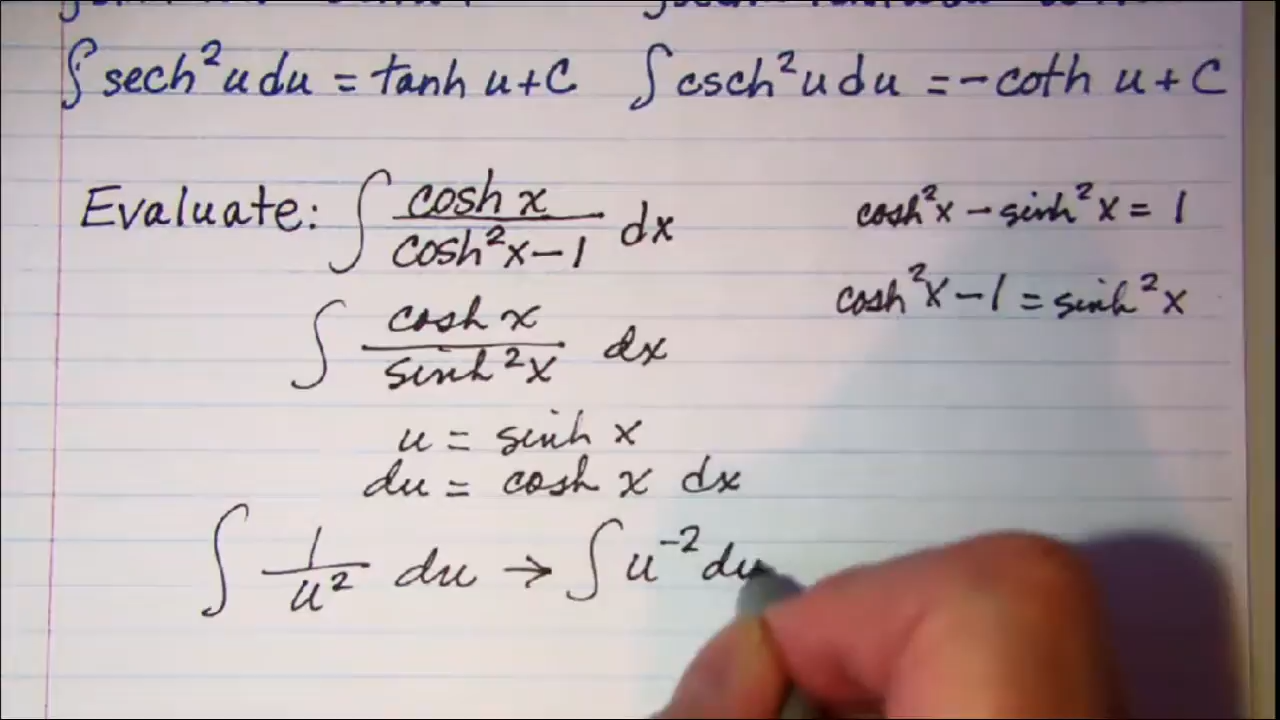 ∫ sech²u du = tanh u + C  ∫ csch²u du = -coth u + C
Evaluate: ∫ cosh x / (cosh²x - 1) dx  cosh²x - sinh²x = 1
cosh²x - 1 = sinh²x
∫ cosh x / sinh²x dx
u = sinh x
du = cosh x dx
∫ 1/u² du → ∫ u⁻² du